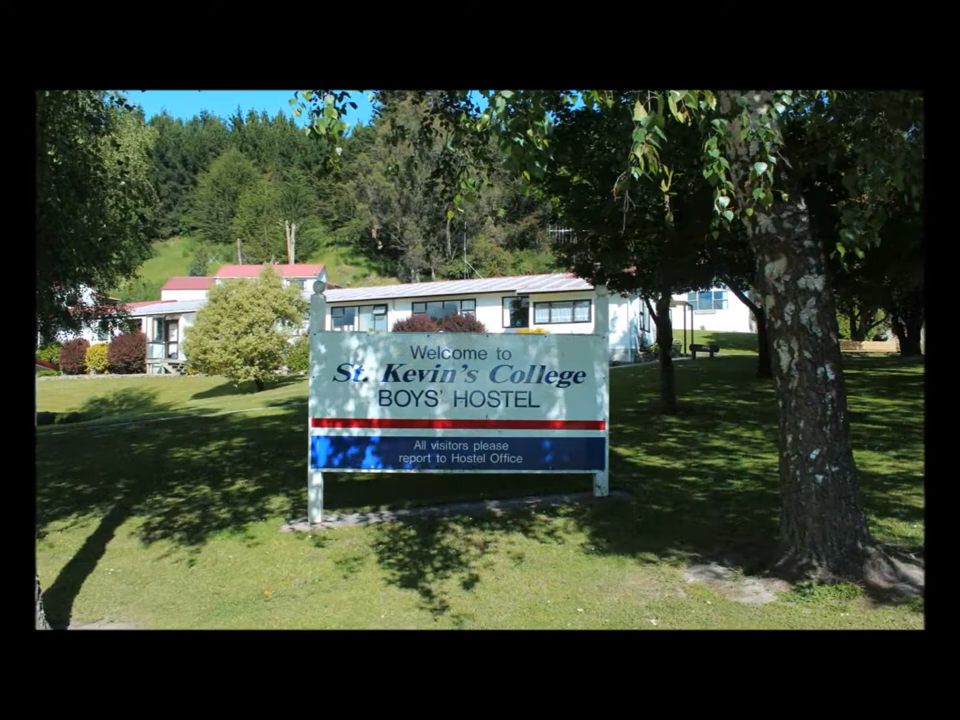 Welcome to
St. Kevin's College
BOYS' HOSTEL
All visitors please
report to Hostel Office